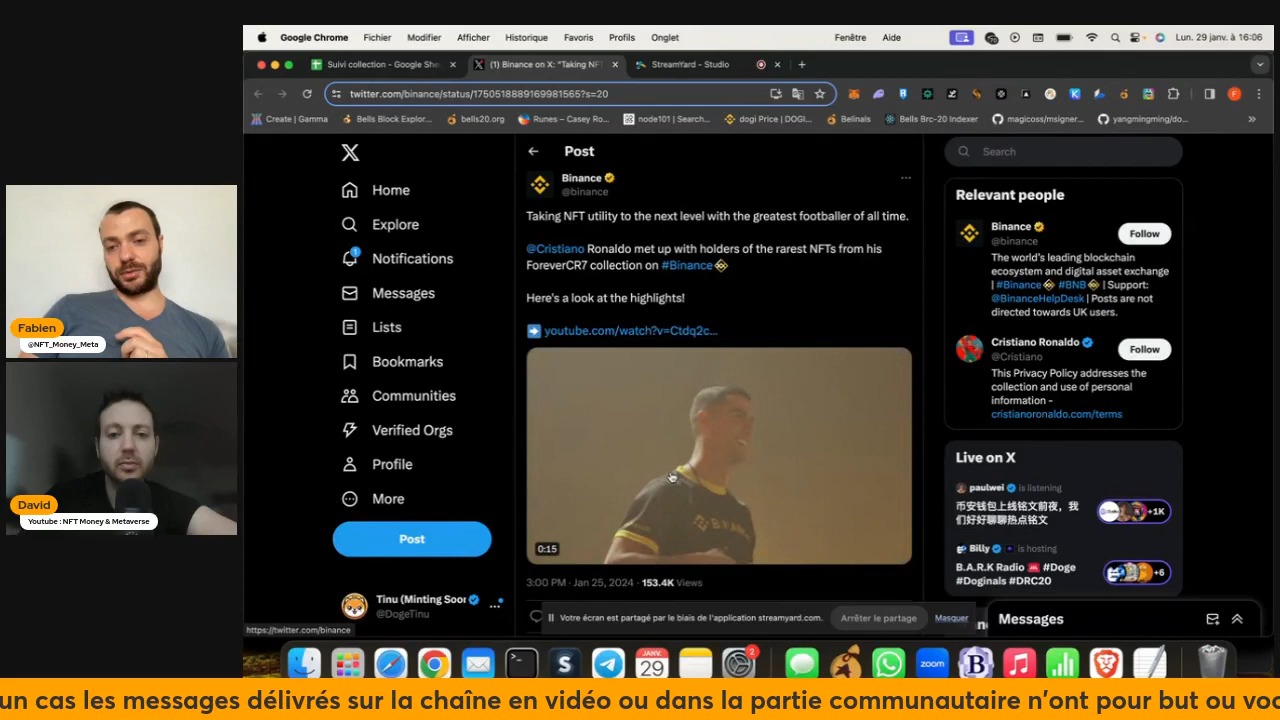 Google Chrome Fichier Modifier Afficher Historique Favoris Profils Onglet Fenêtre Aide Lun. 29 janv. à 16:06
Suivi collection - Google She
(1) Binance on X: "Taking NFT
StreamYard - Studio
twitter.com/binance/status/1750518889169981565?s=20
Create | Gamma
Bells Block Explor...
bells20.org
Runes – Casey Ro...
node101 | Search...
dogi Price | DOGI...
Belinals
Bells Brc-20 Indexer
magicoss/msigner...
yangmingming/do...
Home
Explore
Notifications
1
Messages
Lists
Bookmarks
Communities
Verified Orgs
Profile
More
Post
Tinu (Minting Soor
@DogeTinu
https://twitter.com/binance
Post
Binance
@binance
Taking NFT utility to the next level with the greatest footballer of all time.
@Cristiano Ronaldo met up with holders of the rarest NFTs from his
ForeverCR7 collection on #Binance
Here's a look at the highlights!
youtube.com/watch?v=Ctdq2c...
BINANCE
0:15
3:00 PM · Jan 25, 2024 · 153.4K Views
Votre écran est partagé par le biais de l'application streamyard.com.
Arrêter le partage
Masquer
Search
Relevant people
Binance
@binance
Follow
The world's leading blockchain
ecosystem and digital asset exchange
| #Binance #BNB | Support:
@BinanceHelpDesk | Posts are not
directed towards UK users.
Cristiano Ronaldo
@Cristiano
Follow
This Privacy Policy addresses the
collection and use of personal
information -
cristianoronaldo.com/terms
Live on X
paulwei is listening
币安钱包上线铭文前夜，我
们好好聊聊热点铭文
+1K
Billy is hosting
B.A.R.K Radio #Doge
#Doginals #DRC20
+6
Messages
Fabien
@NFT_Money_Meta
David
Youtube : NFT Money & Metaverse
JANV.
29
2
zoom
un cas les messages délivrés sur la chaîne en vidéo ou dans la partie communautaire n'ont pour but ou voc